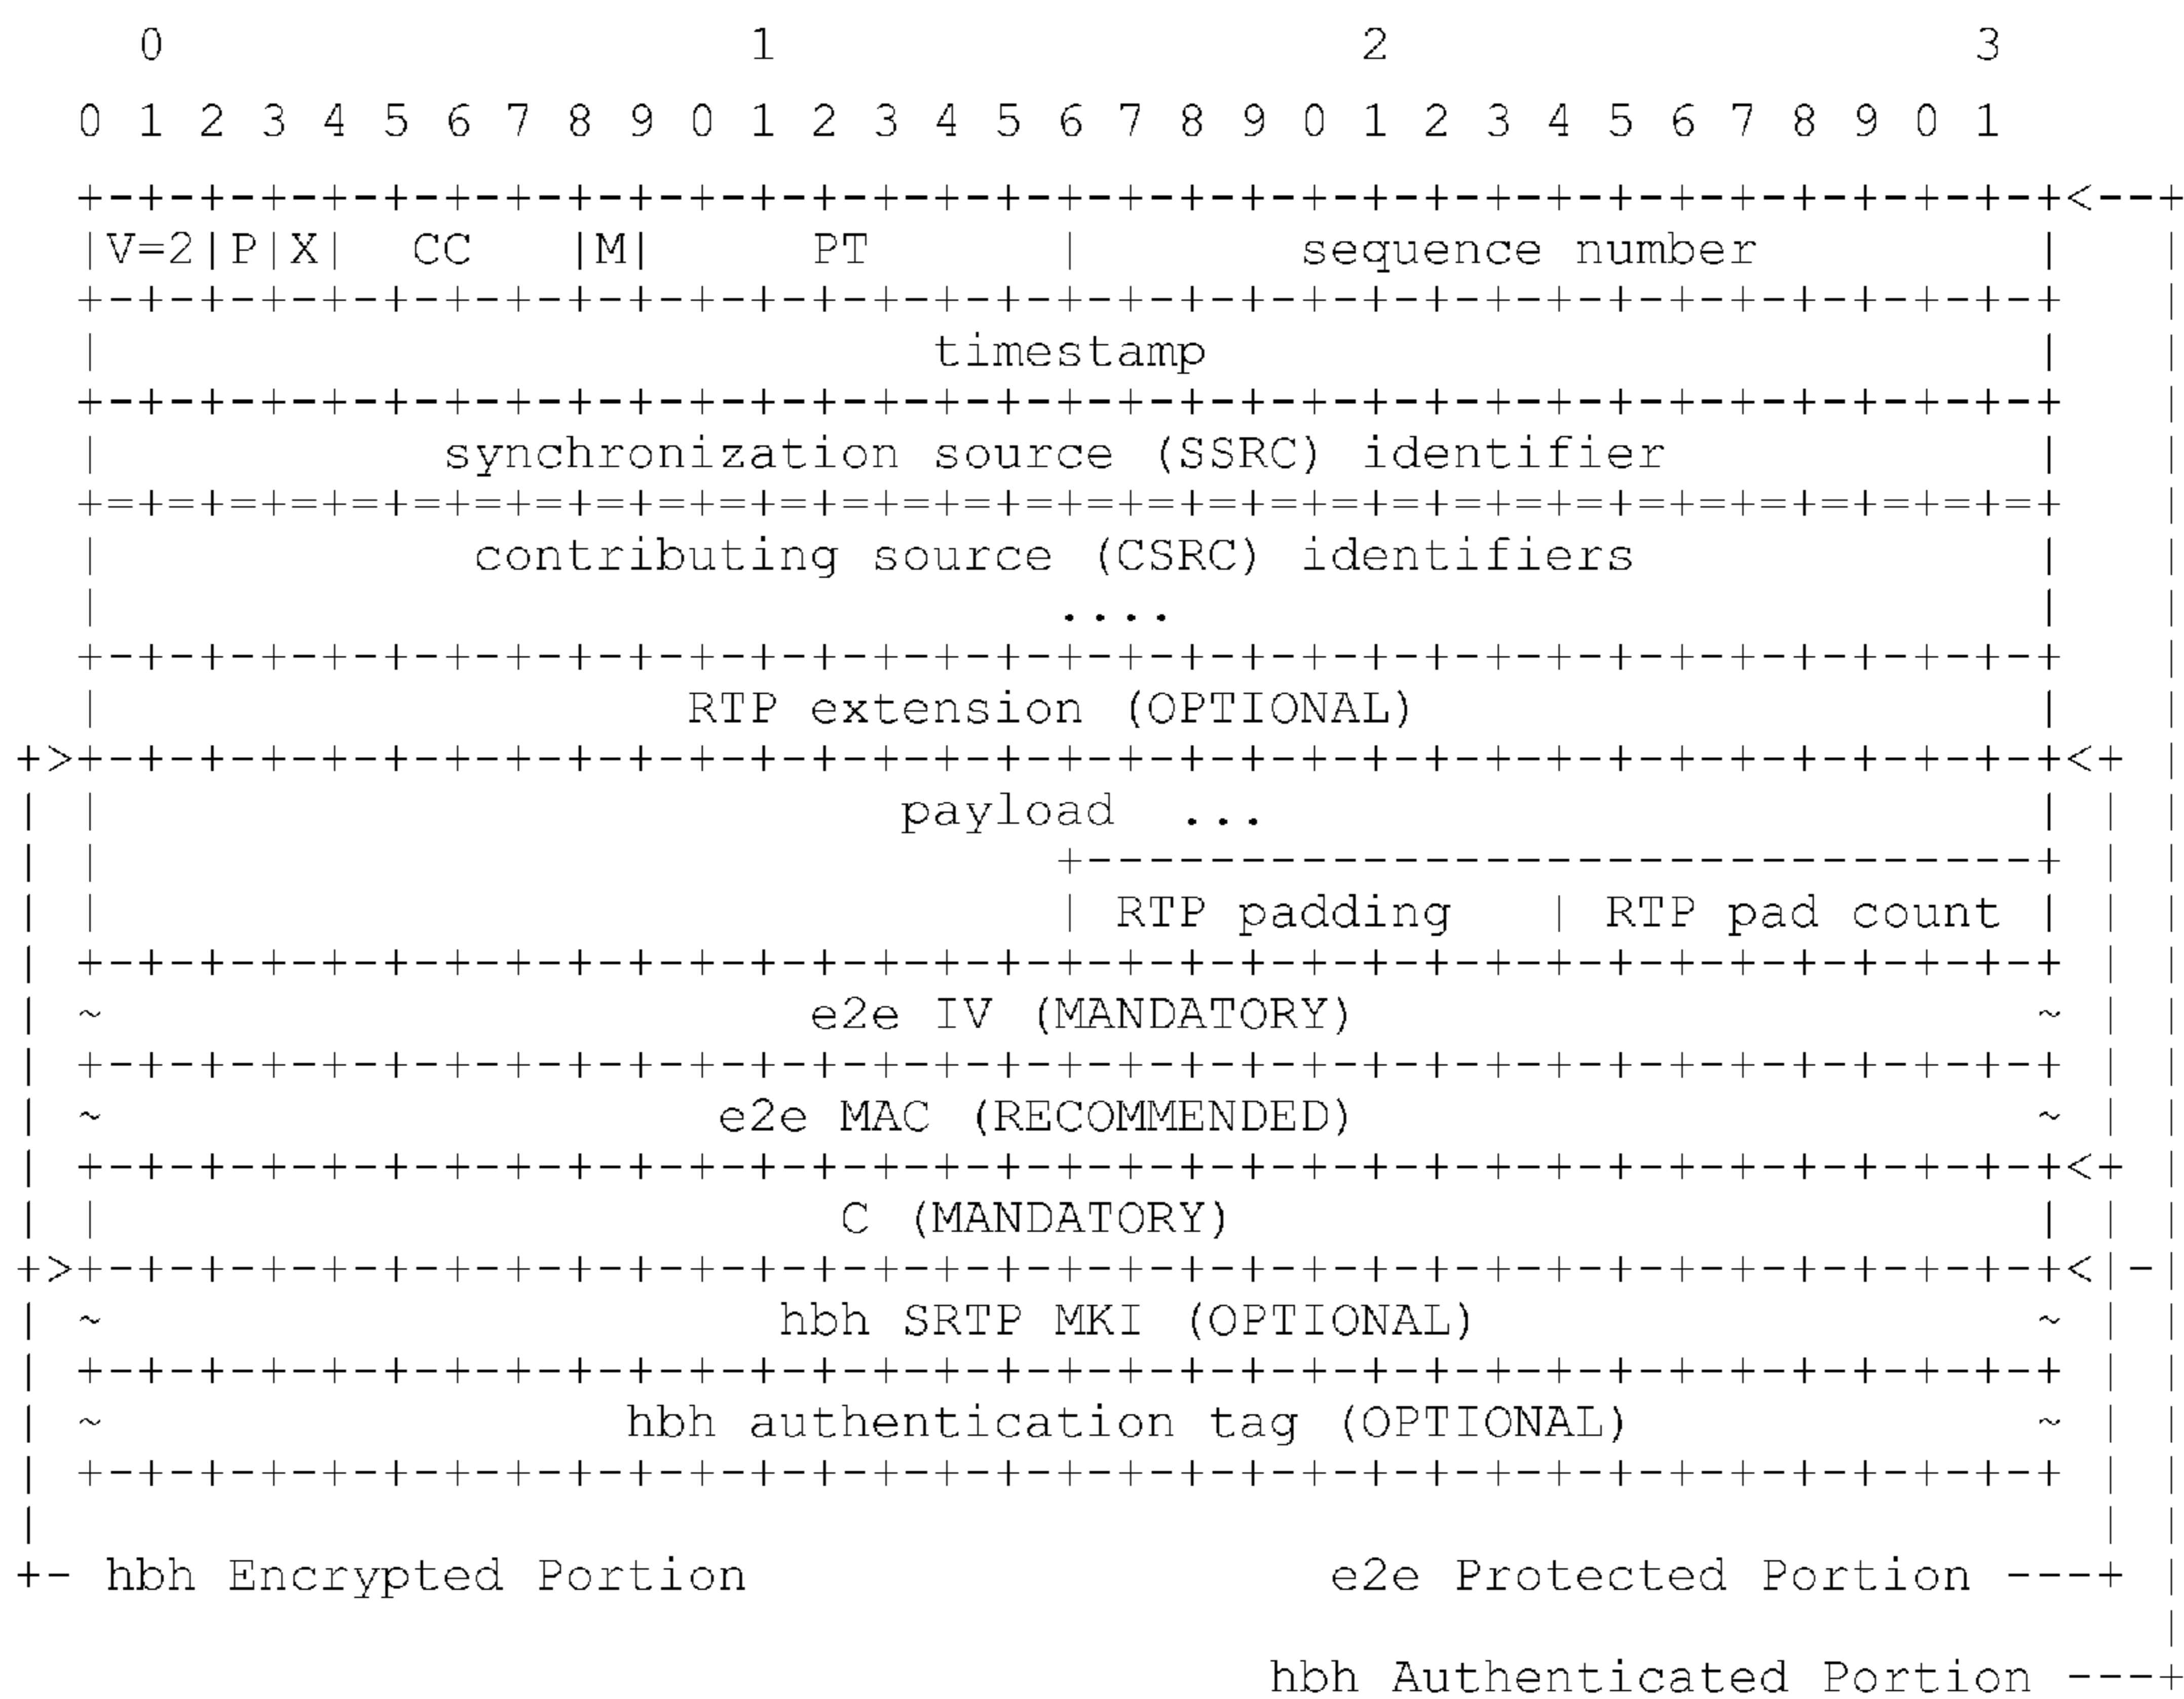 0                   1                   2                   3
  0 1 2 3 4 5 6 7 8 9 0 1 2 3 4 5 6 7 8 9 0 1 2 3 4 5 6 7 8 9 0 1
  +-+-+-+-+-+-+-+-+-+-+-+-+-+-+-+-+-+-+-+-+-+-+-+-+-+-+-+-+-+-+-+-+<--+
  |V=2|P|X|  CC   |M|     PT      |       sequence number         |   |
  +-+-+-+-+-+-+-+-+-+-+-+-+-+-+-+-+-+-+-+-+-+-+-+-+-+-+-+-+-+-+-+-+   |
  |                           timestamp                           |   |
  +-+-+-+-+-+-+-+-+-+-+-+-+-+-+-+-+-+-+-+-+-+-+-+-+-+-+-+-+-+-+-+-+   |
  |           synchronization source (SSRC) identifier            |   |
  +=+=+=+=+=+=+=+=+=+=+=+=+=+=+=+=+=+=+=+=+=+=+=+=+=+=+=+=+=+=+=+=+   |
  |            contributing source (CSRC) identifiers             |   |
  |                               ....                            |   |
  +-+-+-+-+-+-+-+-+-+-+-+-+-+-+-+-+-+-+-+-+-+-+-+-+-+-+-+-+-+-+-+-+   |
  |                   RTP extension (OPTIONAL)                    |   |
+>+-+-+-+-+-+-+-+-+-+-+-+-+-+-+-+-+-+-+-+-+-+-+-+-+-+-+-+-+-+-+-+-+<+ |
| |                          payload  ...                         | | |
| |                               +-------------------------------+ | |
| |                               | RTP padding   | RTP pad count | | |
| +-+-+-+-+-+-+-+-+-+-+-+-+-+-+-+-+-+-+-+-+-+-+-+-+-+-+-+-+-+-+-+-+ | |
| ~                       e2e IV (MANDATORY)                      ~ | |
| +-+-+-+-+-+-+-+-+-+-+-+-+-+-+-+-+-+-+-+-+-+-+-+-+-+-+-+-+-+-+-+-+ | |
| ~                    e2e MAC (RECOMMENDED)                      ~ | |
| +-+-+-+-+-+-+-+-+-+-+-+-+-+-+-+-+-+-+-+-+-+-+-+-+-+-+-+-+-+-+-+-+<+ |
| |                        C (MANDATORY)                          | | |
+>+-+-+-+-+-+-+-+-+-+-+-+-+-+-+-+-+-+-+-+-+-+-+-+-+-+-+-+-+-+-+-+-+<|-|
| ~                      hbh SRTP MKI (OPTIONAL)                  ~ | |
| +-+-+-+-+-+-+-+-+-+-+-+-+-+-+-+-+-+-+-+-+-+-+-+-+-+-+-+-+-+-+-+-+ | |
| ~                 hbh authentication tag (OPTIONAL)             ~ | |
| +-+-+-+-+-+-+-+-+-+-+-+-+-+-+-+-+-+-+-+-+-+-+-+-+-+-+-+-+-+-+-+-+ | |
|                                                                   | |
+- hbh Encrypted Portion                   e2e Protected Portion ---+ |
                                                                      |
                                         hbh Authenticated Portion ---+